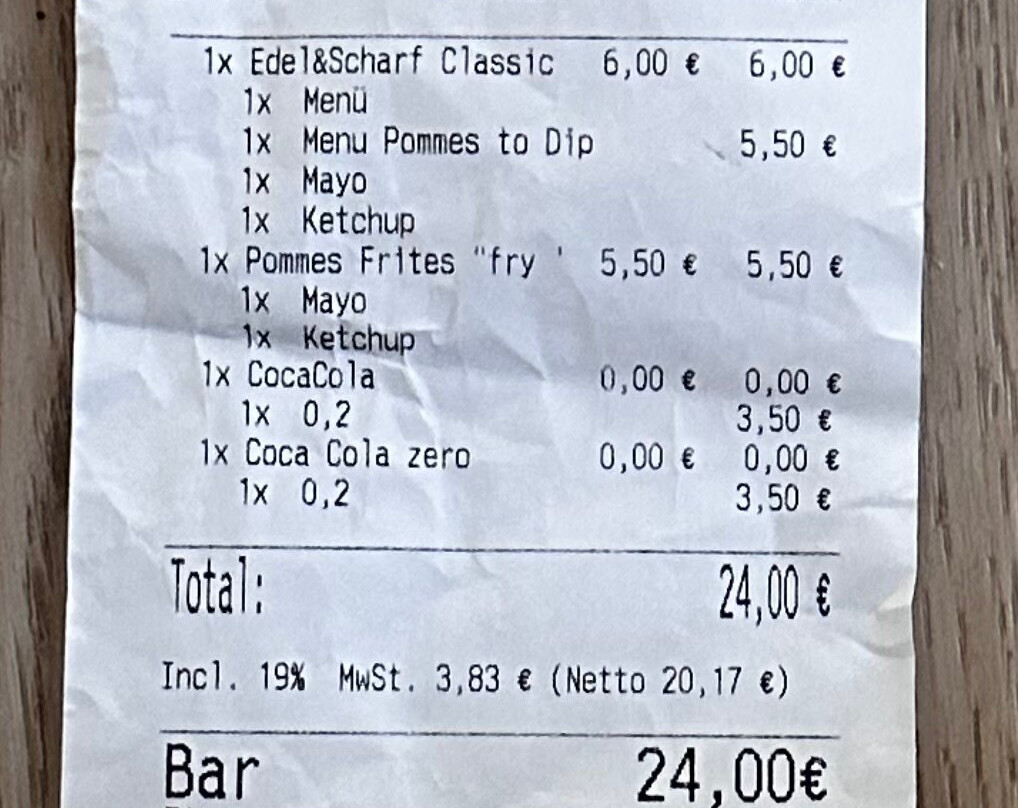 1x Edel&Scharf Classic 6,00 € 6,00 €
1x Menü
1x Menu Pommes to Dip 5,50 €
1x Mayo
1x Ketchup
1x Pommes Frites "fry ' 5,50 € 5,50 €
1x Mayo
1x Ketchup
1x CocaCola 0,00 € 0,00 €
1x 0,2 3,50 €
1x Coca Cola zero 0,00 € 0,00 €
1x 0,2 3,50 €
Total: 24,00 €
Incl. 19% MwSt. 3,83 € (Netto 20,17 €)
Bar 24,00€